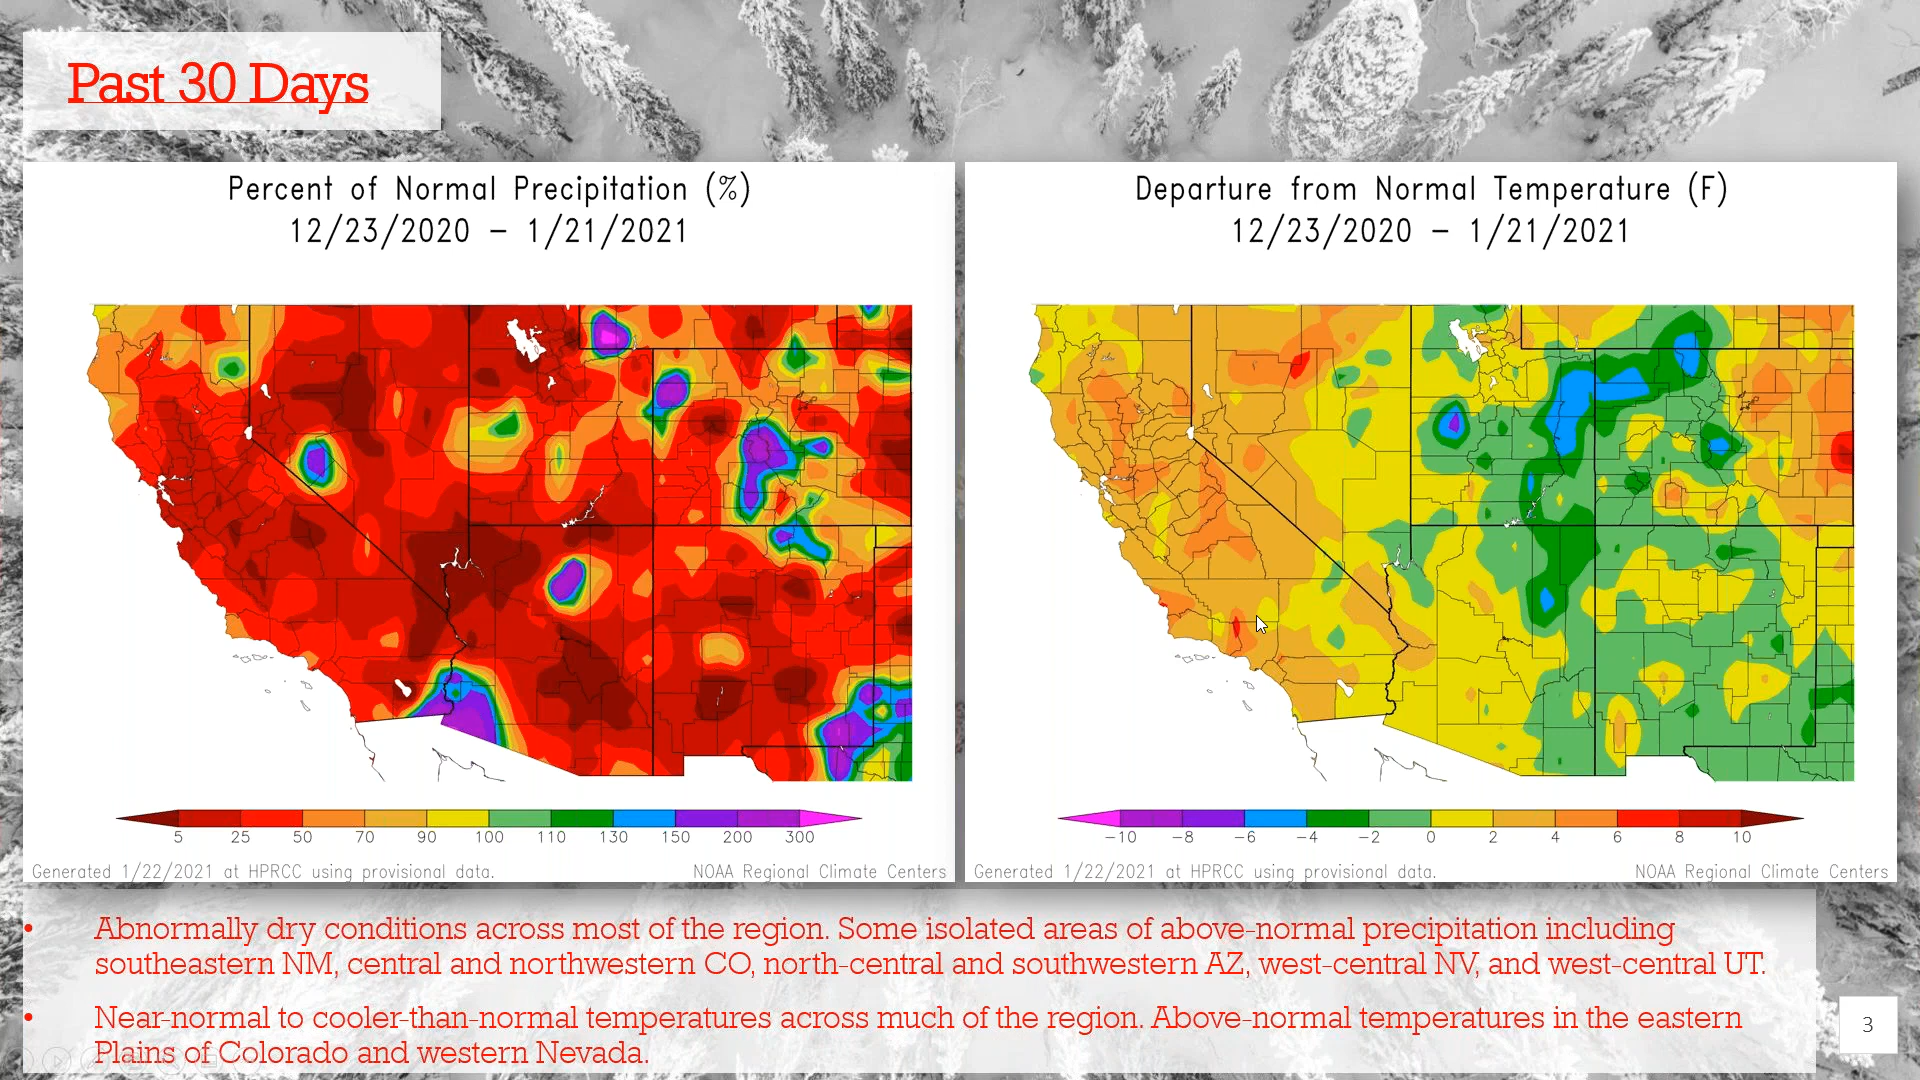 Past 30 Days
Percent of Normal Precipitation (%)
12/23/2020 – 1/21/2021
5 25 50 70 90 100 110 130 150 200 300
Generated 1/22/2021 at HPRCC using provisional data. NOAA Regional Climate Centers
Departure from Normal Temperature (F)
12/23/2020 – 1/21/2021
−10 −8 −6 −4 −2 0 2 4 6 8 10
Generated 1/22/2021 at HPRCC using provisional data. NOAA Regional Climate Centers
• Abnormally dry conditions across most of the region. Some isolated areas of above-normal precipitation including
southeastern NM, central and northwestern CO, north-central and southwestern AZ, west-central NV, and west-central UT.
• Near-normal to cooler-than-normal temperatures across much of the region. Above-normal temperatures in the eastern
Plains of Colorado and western Nevada.
3